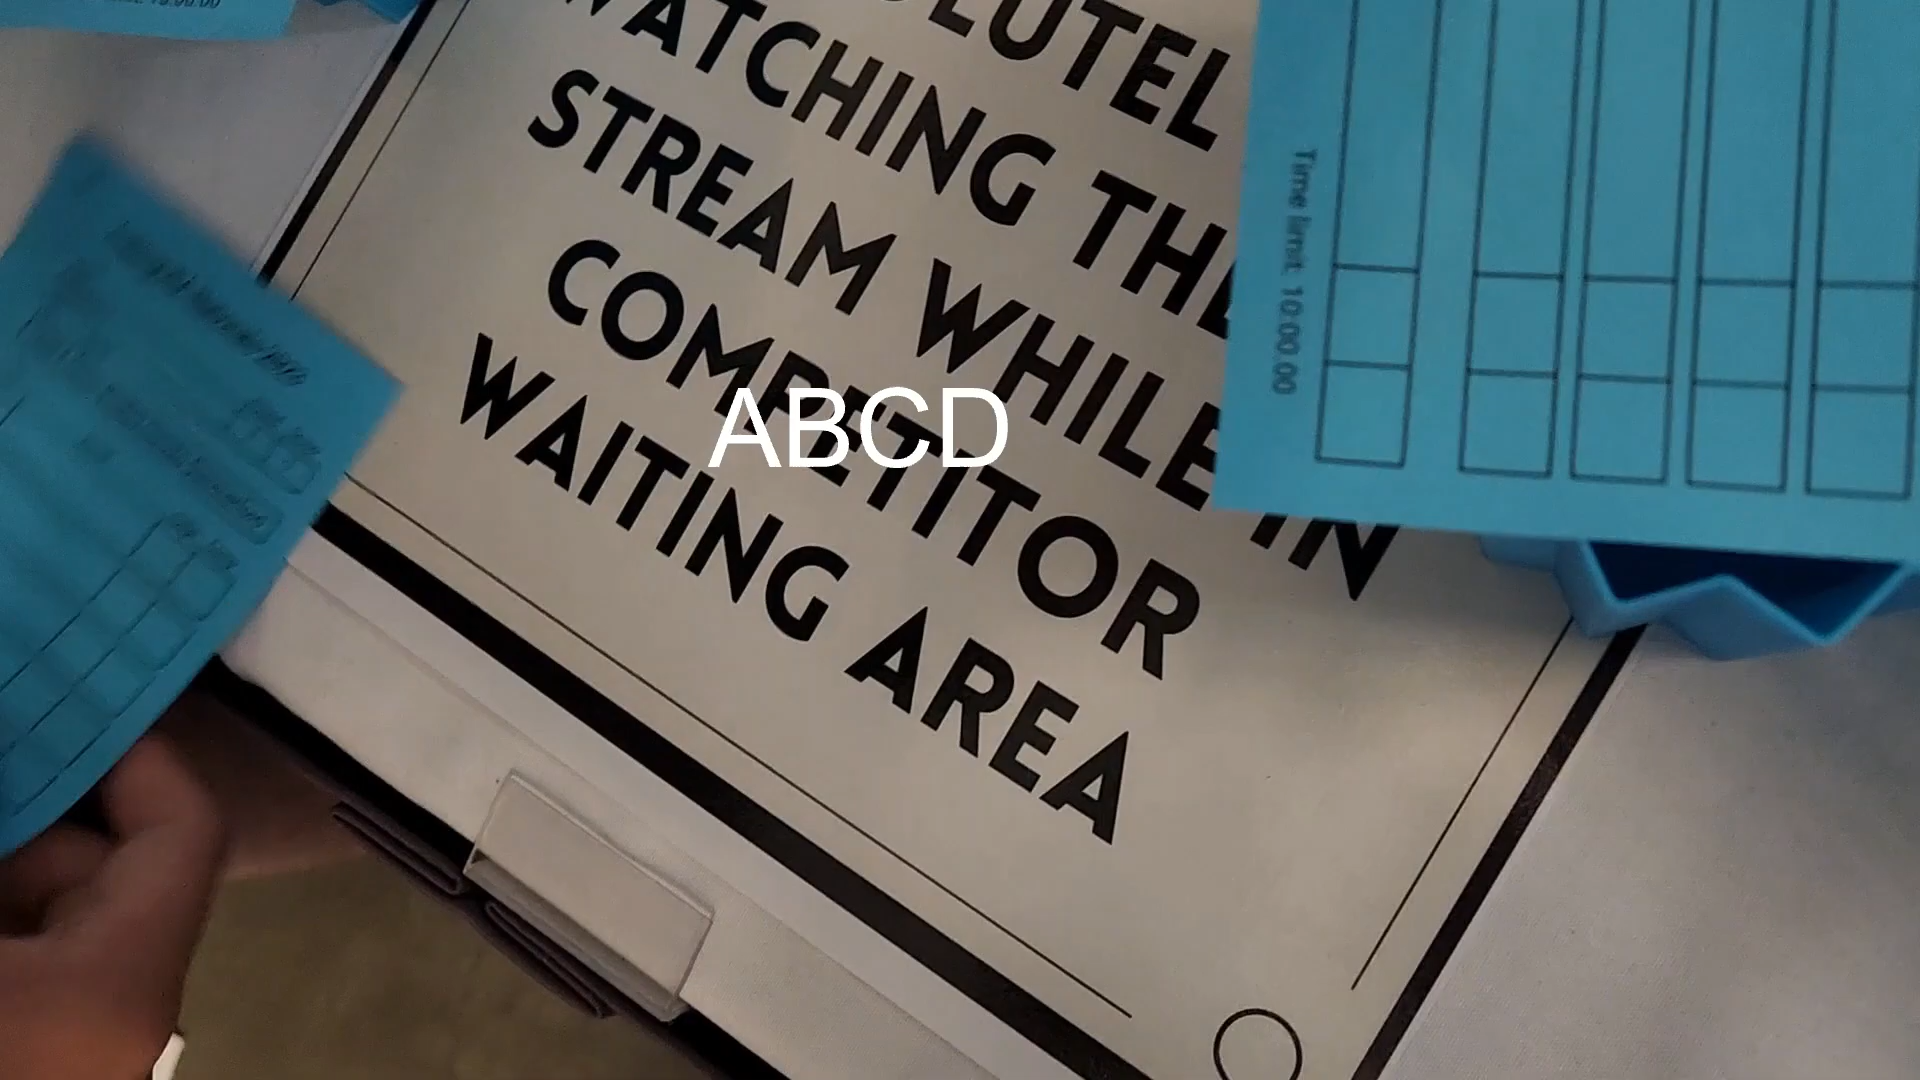 WATCHING THE
STREAM WHILE IN
COMPETITOR
WAITING AREA
ABCD
Time limit: 10:00.00